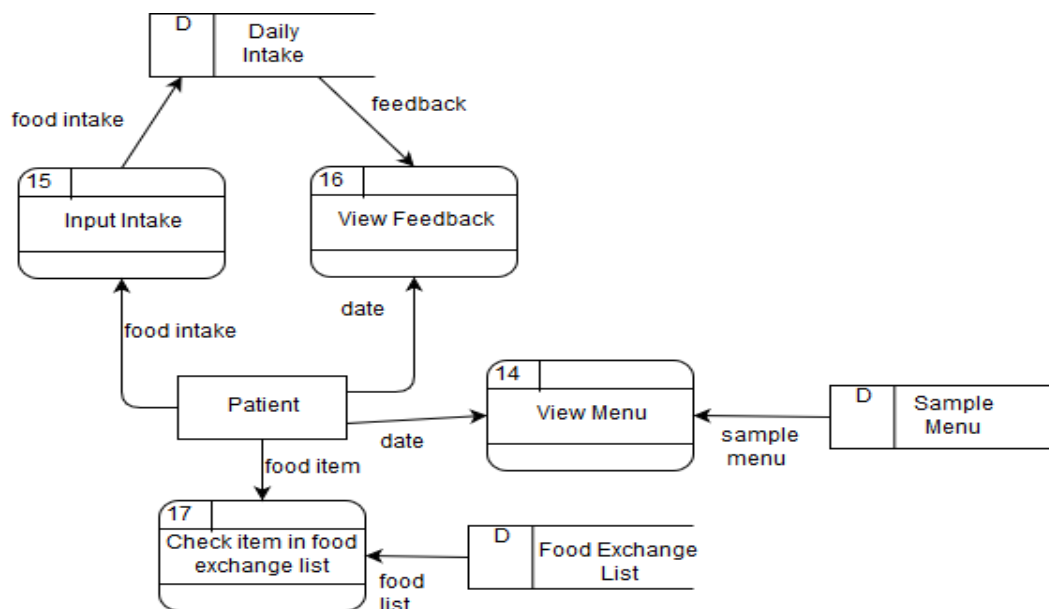 D
Daily
Intake
food intake
feedback
15
Input Intake
16
View Feedback
food intake
date
Patient
14
View Menu
D
Sample
Menu
date
sample
menu
food item
17
Check item in food
exchange list
D
Food Exchange
List
food
list